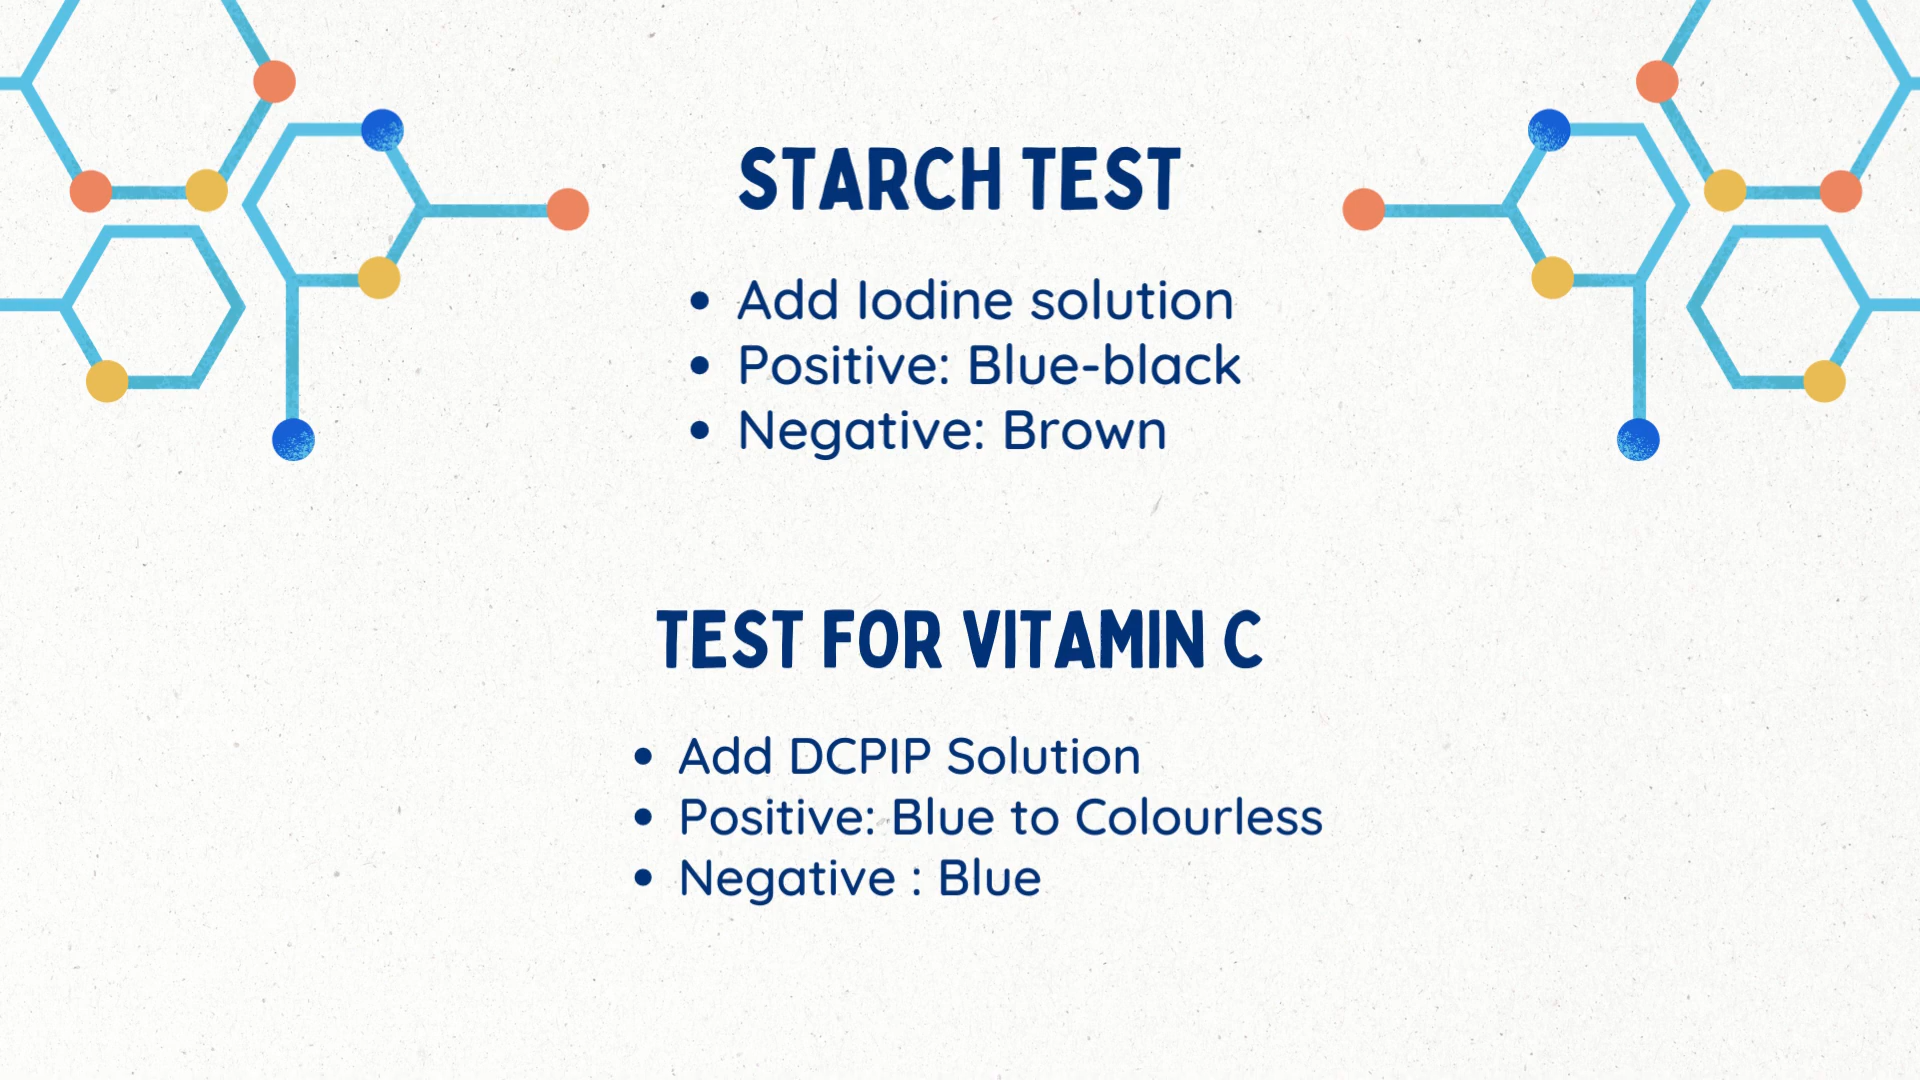 STARCH TEST
• Add Iodine solution
• Positive: Blue-black
• Negative: Brown
TEST FOR VITAMIN C
• Add DCPIP Solution
• Positive: Blue to Colourless
• Negative : Blue